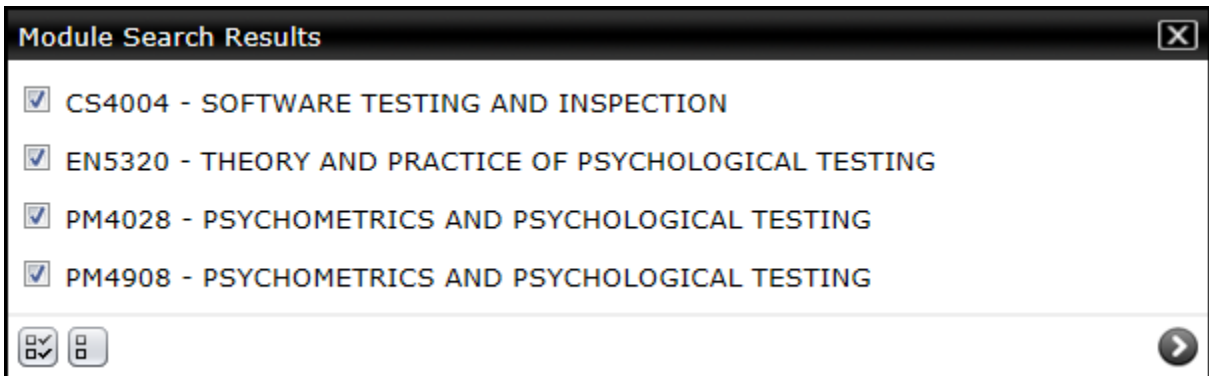 Module Search Results
CS4004 - SOFTWARE TESTING AND INSPECTION
EN5320 - THEORY AND PRACTICE OF PSYCHOLOGICAL TESTING
PM4028 - PSYCHOMETRICS AND PSYCHOLOGICAL TESTING
PM4908 - PSYCHOMETRICS AND PSYCHOLOGICAL TESTING